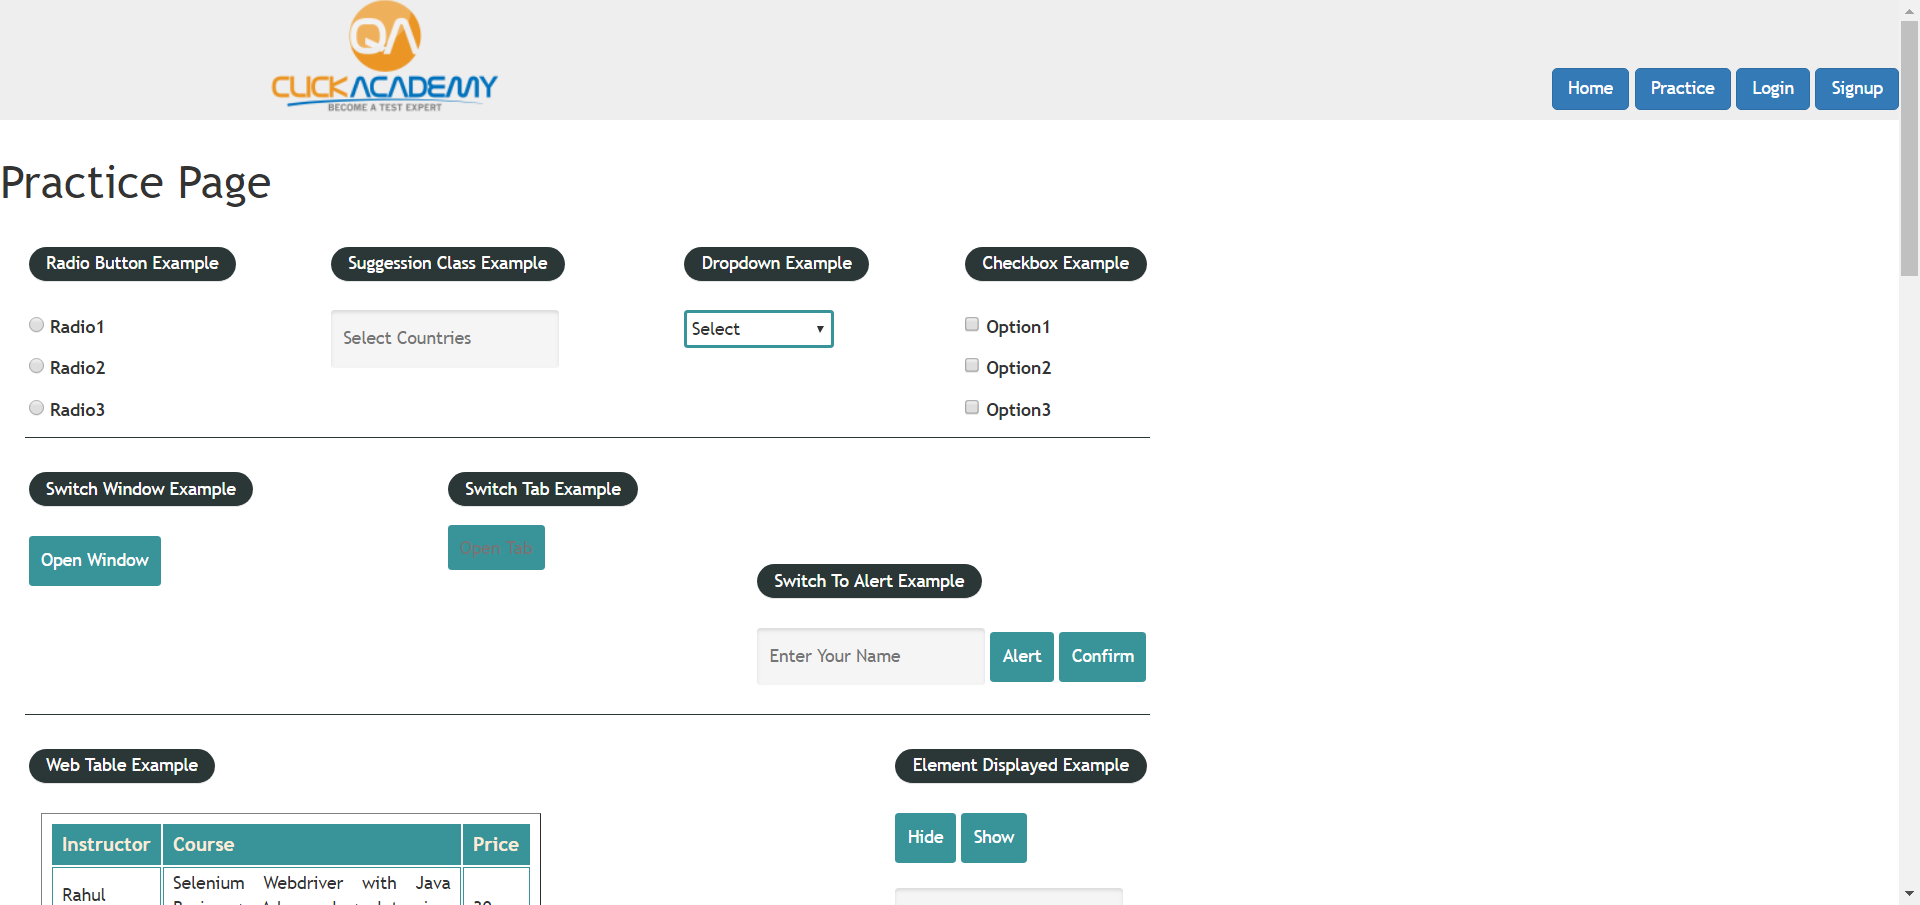 QA
CLICKACADEMY
BECOME A TEST EXPERT
Home Practice Login Signup
Practice Page
Radio Button Example Suggession Class Example Dropdown Example Checkbox Example
Radio1 Select Countries Select Option1
Radio2 Option2
Radio3 Option3
Switch Window Example Switch Tab Example
Open Window Open Tab
Switch To Alert Example
Enter Your Name Alert Confirm
Web Table Example Element Displayed Example
Hide Show
Instructor Course Price
Rahul Selenium Webdriver with Java